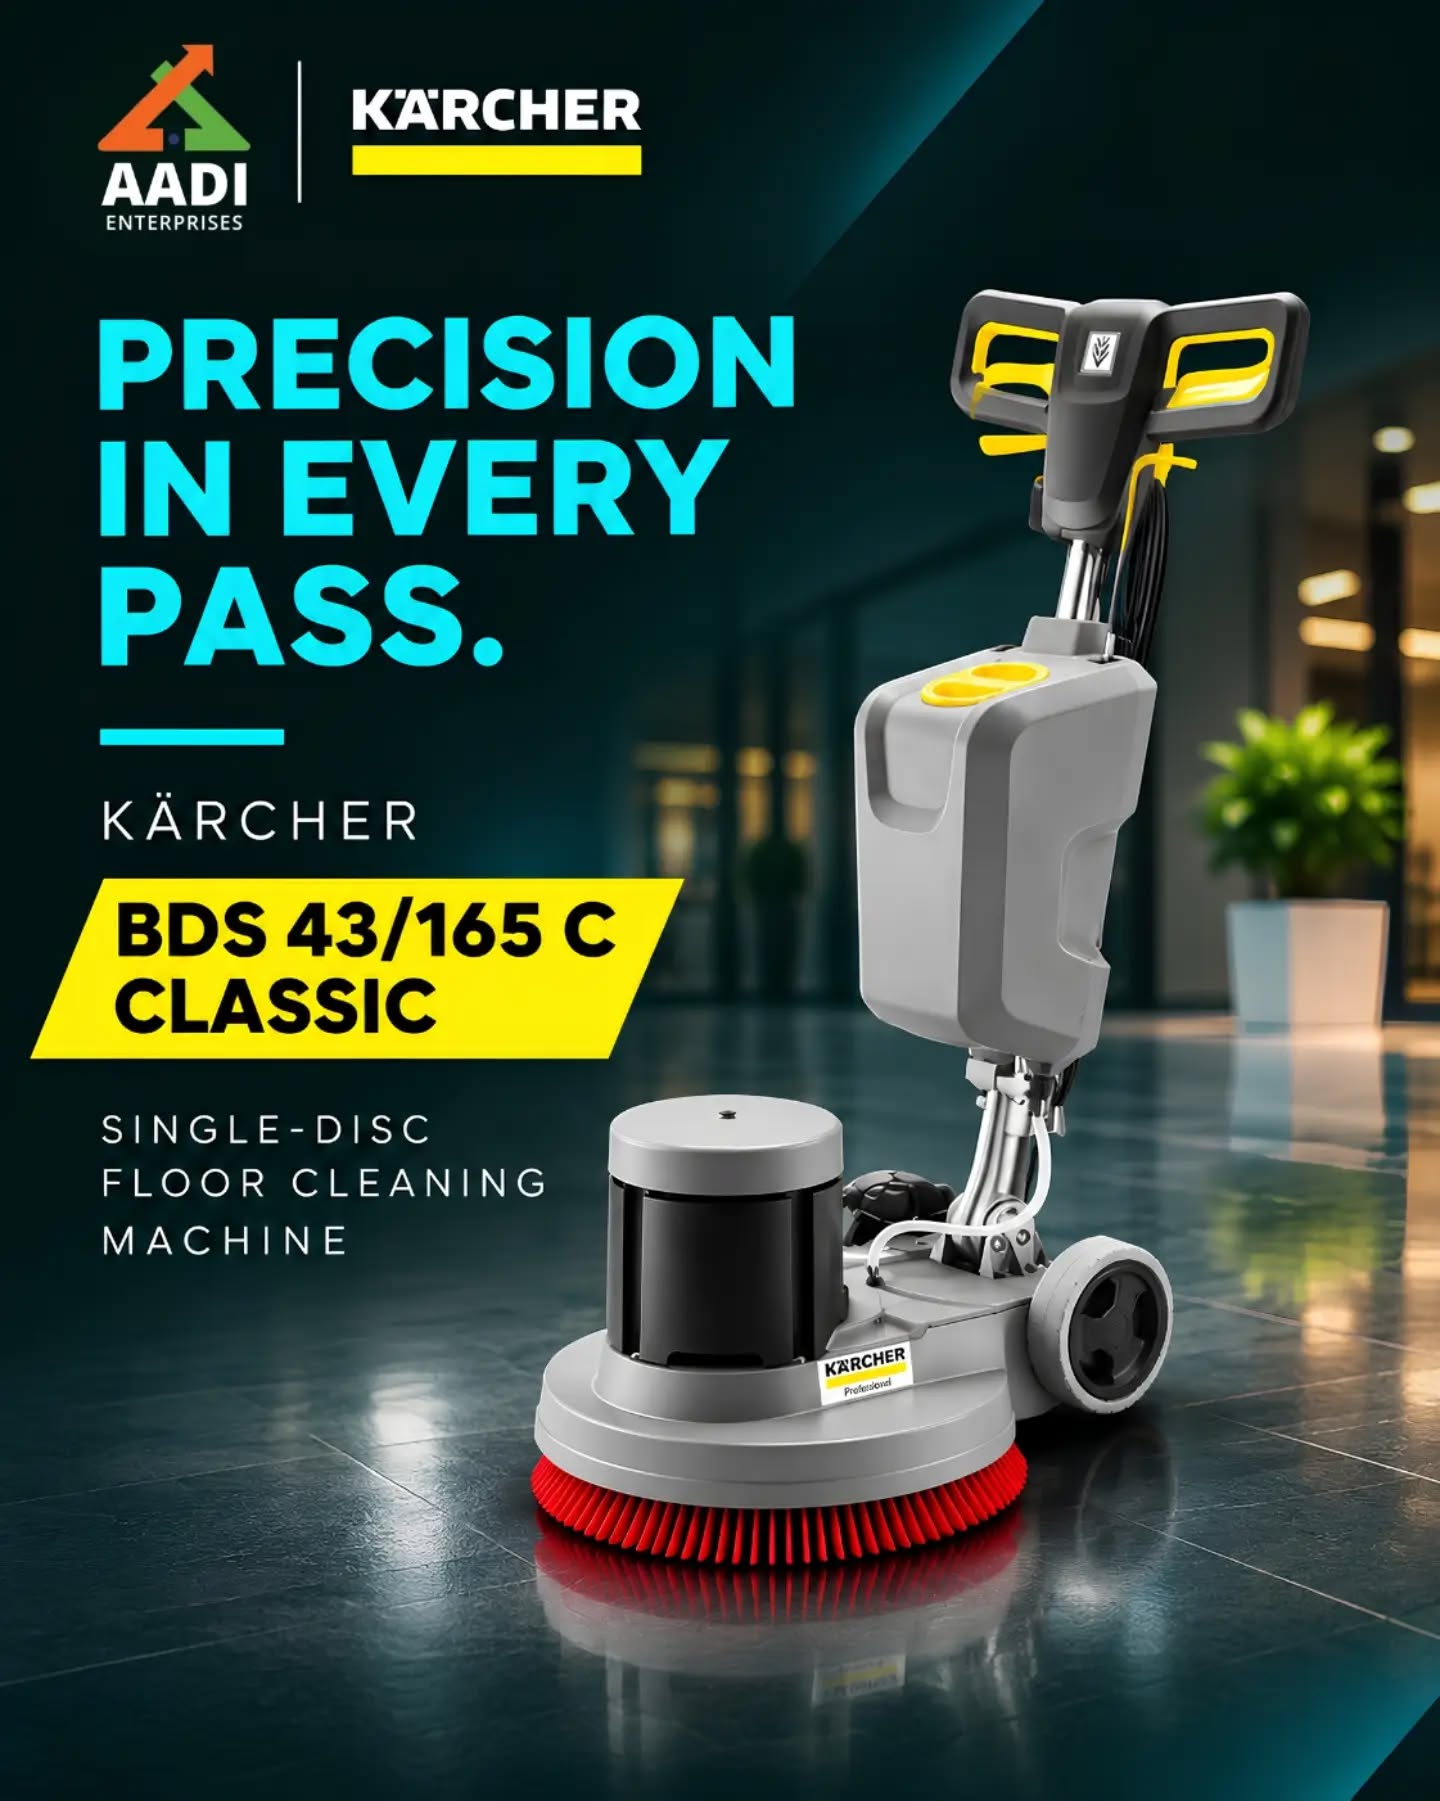 AADI
ENTERPRISES
KÄRCHER
PRECISION
IN EVERY
PASS.
KÄRCHER
BDS 43/165 C
CLASSIC
SINGLE-DISC
FLOOR CLEANING
MACHINE
KÄRCHER
Professional